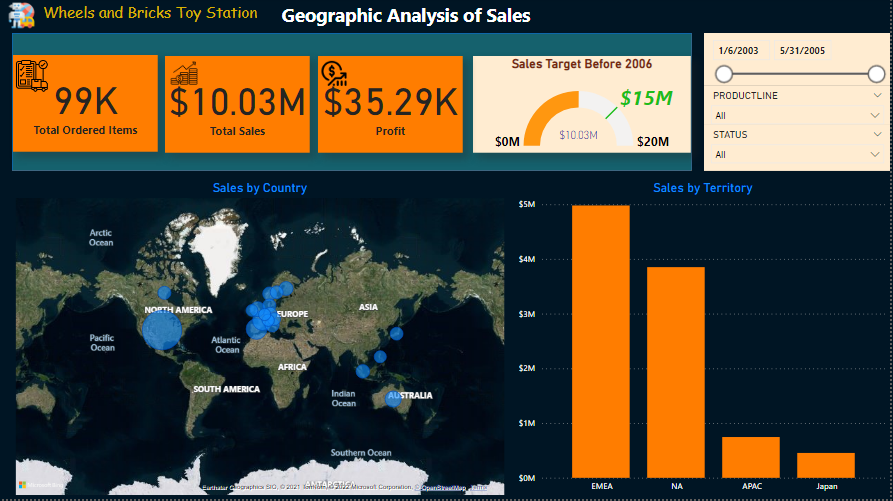 Wheels and Bricks Toy Station
Geographic Analysis of Sales
99K
Total Ordered Items
$10.03M
Total Sales
$35.29K
Profit
Sales Target Before 2006
$15M
$0M
$10.03M
$20M
1/6/2003
5/31/2005
PRODUCTLINE
All
STATUS
All
Sales by Country
Arctic
Ocean
NORTH AMERICA
EUROPE
ASIA
Pacific
Ocean
Atlantic
Ocean
AFRICA
SOUTH AMERICA
Indian
Ocean
AUSTRALIA
Southern Ocean
Earthstar Geographics SIO, © 2021 TomTom, © 2022 Microsoft Corporation, © OpenStreetMap
Sales by Territory
$5M
$4M
$3M
$2M
$1M
$0M
EMEA
NA
APAC
Japan